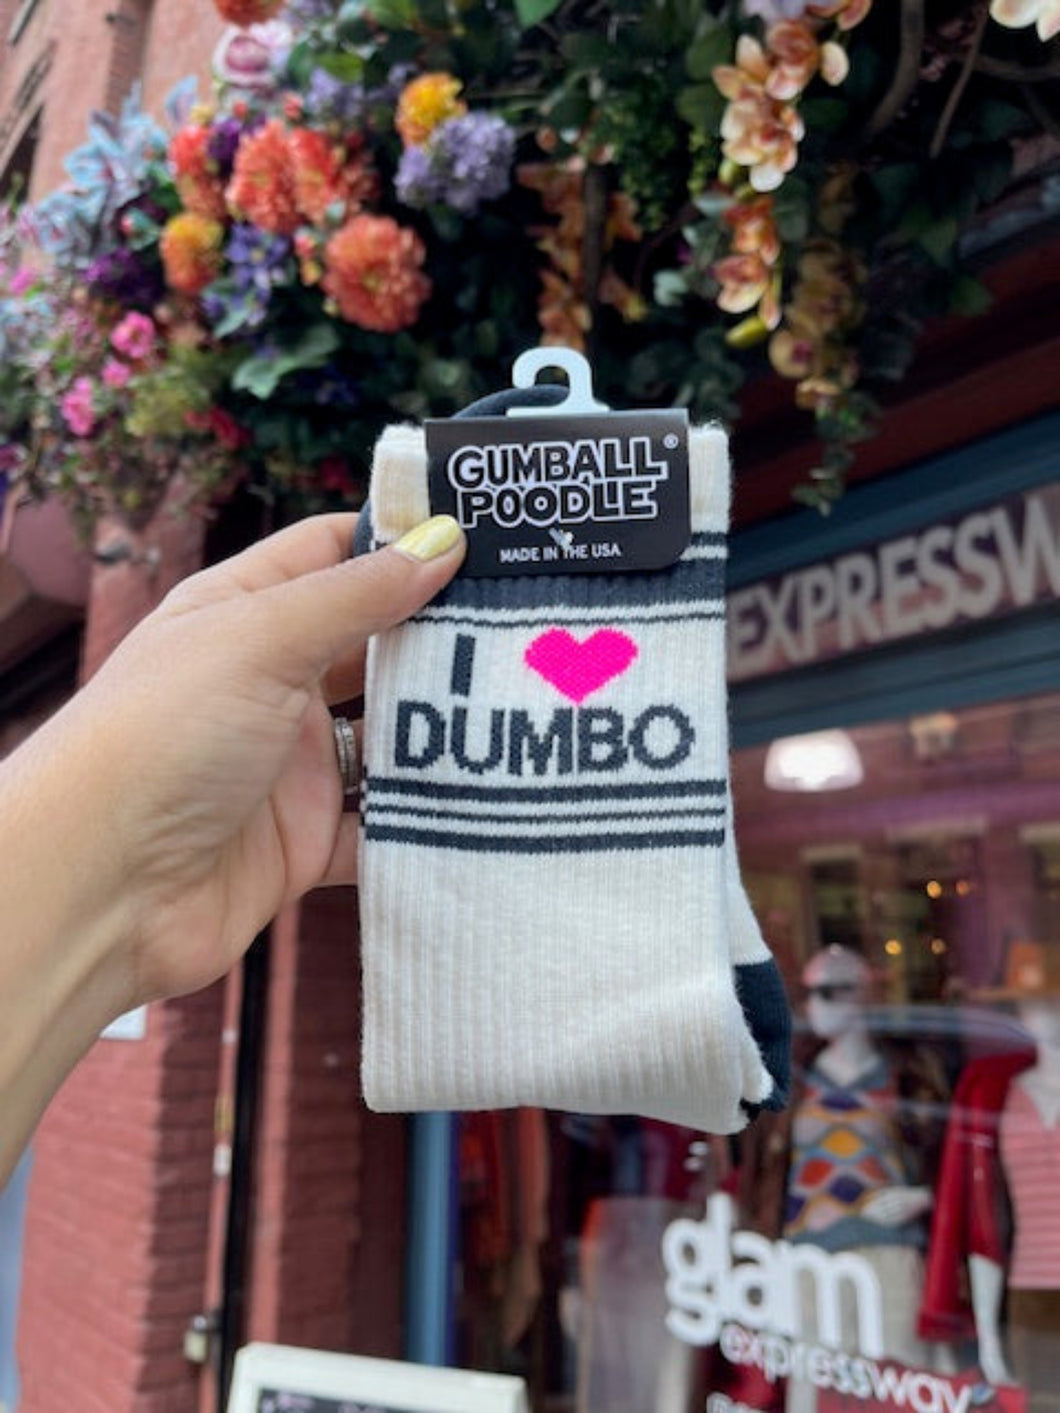 GUMBALL ®
POODLE
MADE IN THE USA
I
DUMBO
EXPRESSW
glam
expressway